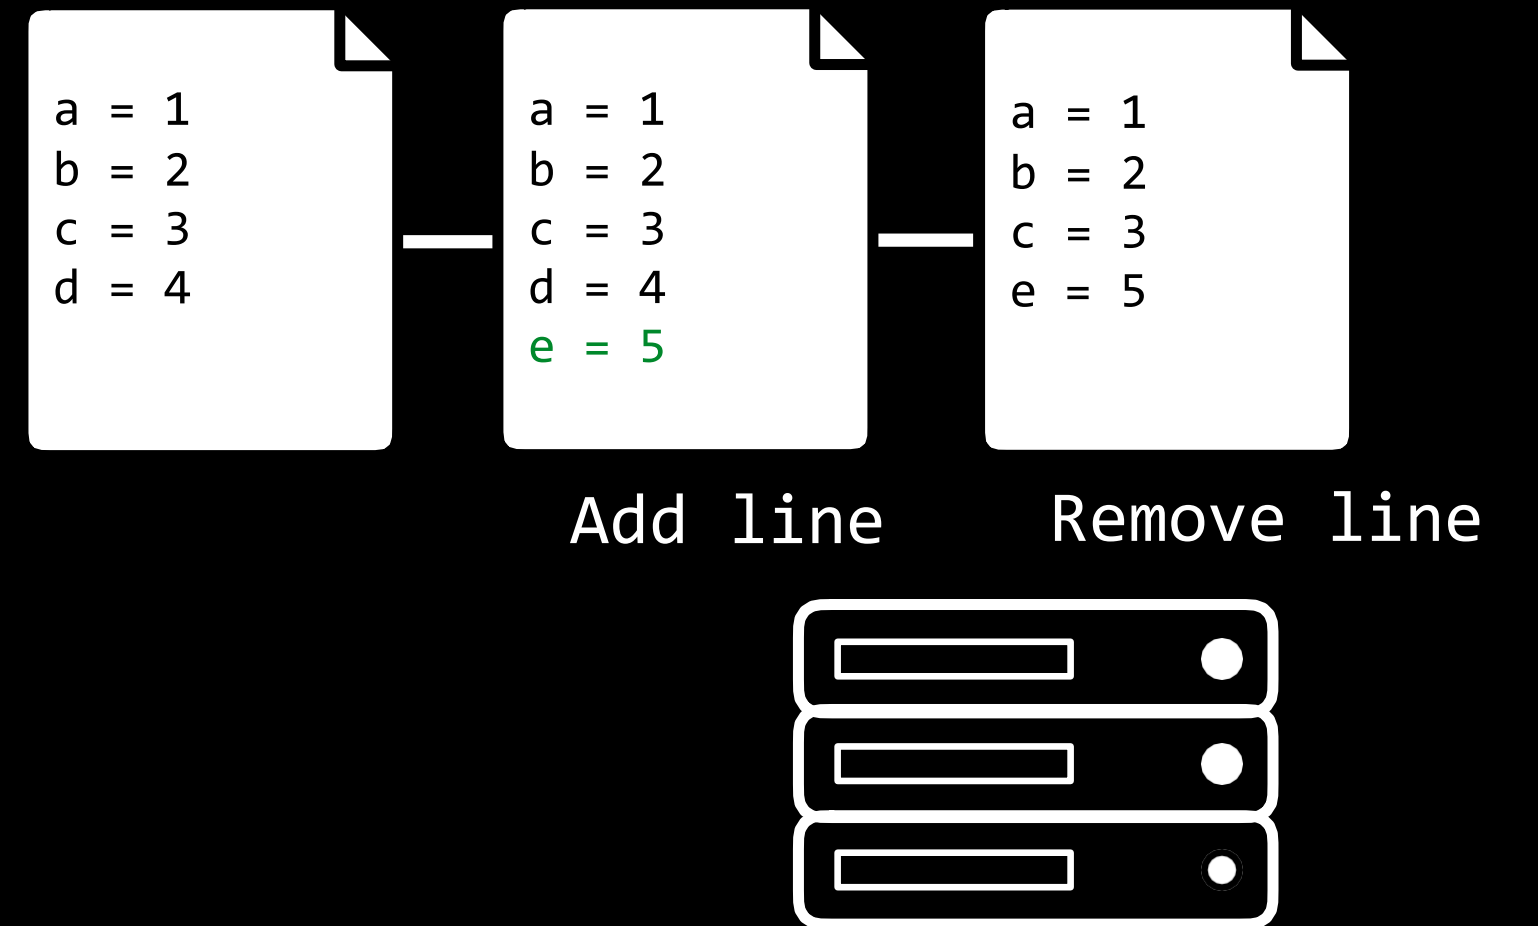 a = 1
b = 2
c = 3
d = 4
a = 1
b = 2
c = 3
d = 4
e = 5
a = 1
b = 2
c = 3
e = 5
Add line
Remove line